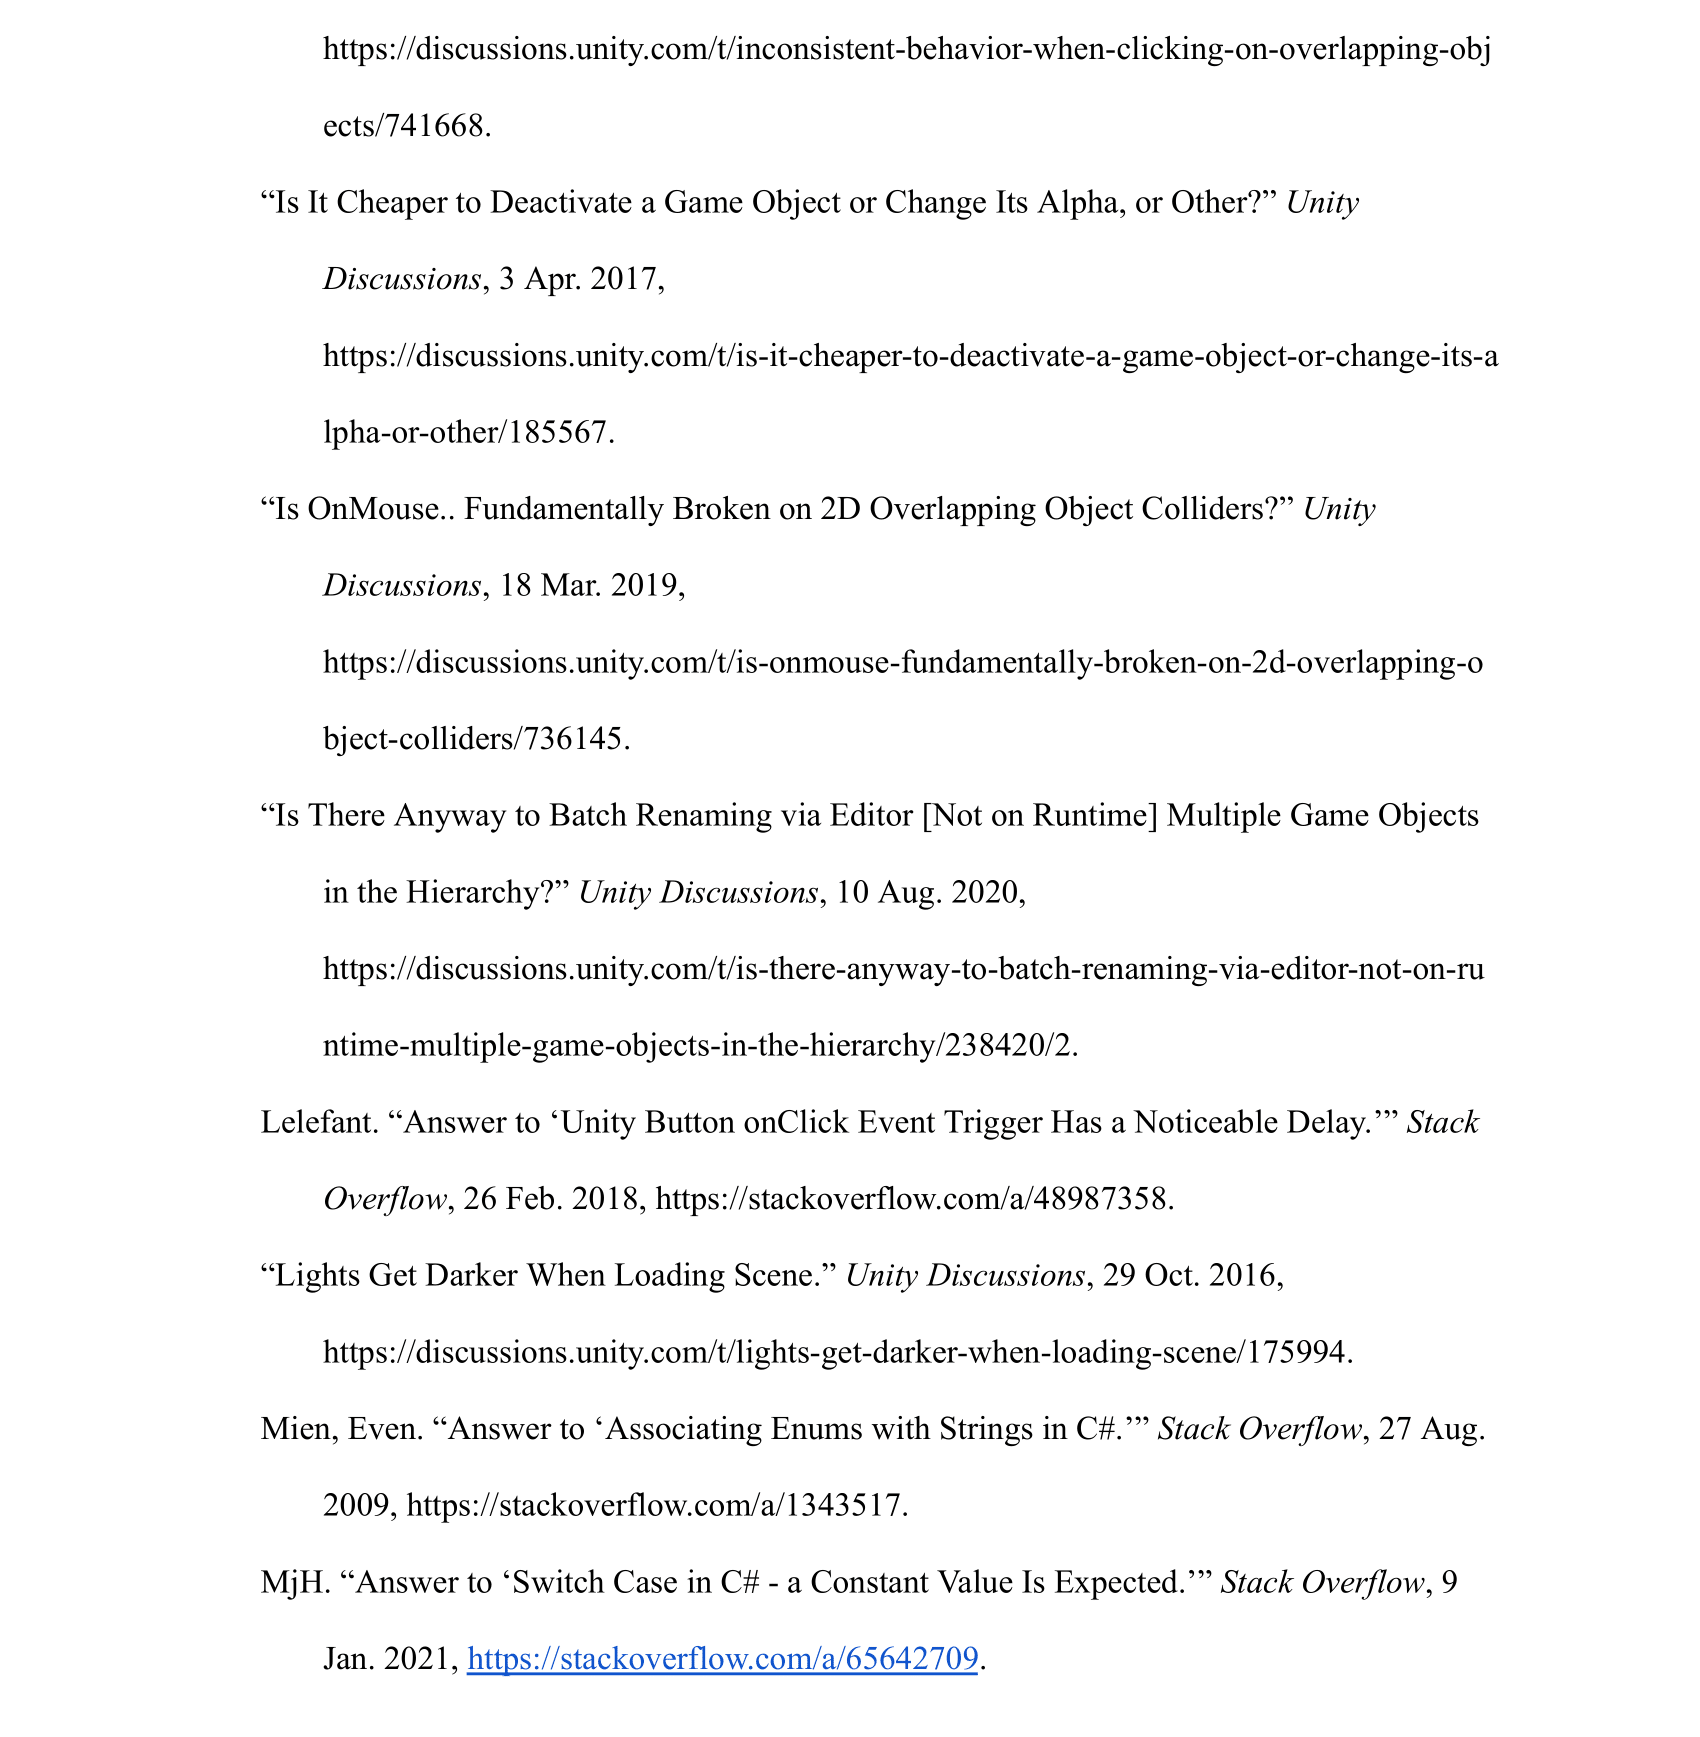 https://discussions.unity.com/t/inconsistent-behavior-when-clicking-on-overlapping-obj
ects/741668.
“Is It Cheaper to Deactivate a Game Object or Change Its Alpha, or Other?” Unity
Discussions, 3 Apr. 2017,
https://discussions.unity.com/t/is-it-cheaper-to-deactivate-a-game-object-or-change-its-a
lpha-or-other/185567.
“Is OnMouse.. Fundamentally Broken on 2D Overlapping Object Colliders?” Unity
Discussions, 18 Mar. 2019,
https://discussions.unity.com/t/is-onmouse-fundamentally-broken-on-2d-overlapping-o
bject-colliders/736145.
“Is There Anyway to Batch Renaming via Editor [Not on Runtime] Multiple Game Objects
in the Hierarchy?” Unity Discussions, 10 Aug. 2020,
https://discussions.unity.com/t/is-there-anyway-to-batch-renaming-via-editor-not-on-ru
ntime-multiple-game-objects-in-the-hierarchy/238420/2.
Lelefant. “Answer to ‘Unity Button onClick Event Trigger Has a Noticeable Delay.’” Stack
Overflow, 26 Feb. 2018, https://stackoverflow.com/a/48987358.
“Lights Get Darker When Loading Scene.” Unity Discussions, 29 Oct. 2016,
https://discussions.unity.com/t/lights-get-darker-when-loading-scene/175994.
Mien, Even. “Answer to ‘Associating Enums with Strings in C#.’” Stack Overflow, 27 Aug.
2009, https://stackoverflow.com/a/1343517.
MjH. “Answer to ‘Switch Case in C# - a Constant Value Is Expected.’” Stack Overflow, 9
Jan. 2021, https://stackoverflow.com/a/65642709.